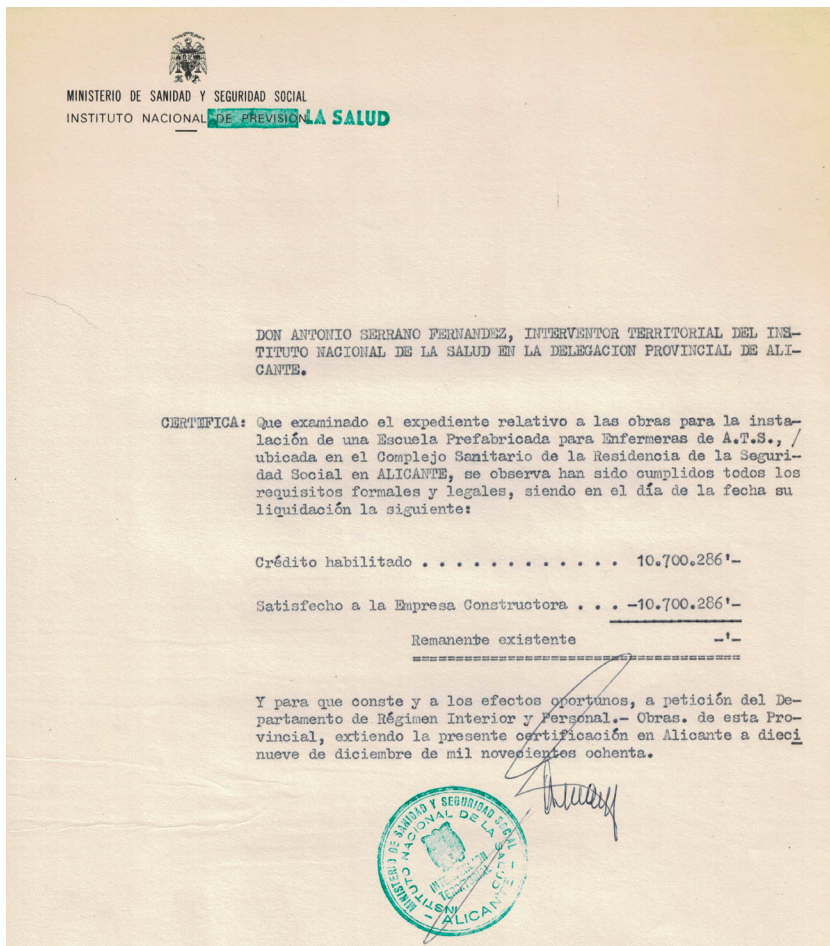 MINISTERIO DE SANIDAD Y SEGURIDAD SOCIAL
INSTITUTO NACIONAL DE PREVISION LA SALUD
DON ANTONIO SERRANO FERNANDEZ, INTERVENTOR TERRITORIAL DEL INS-
TITUTO NACIONAL DE LA SALUD EN LA DELEGACION PROVINCIAL DE ALI-
CANTE.
CERTIFICA: Que examinado el expediente relativo a las obras para la insta-
lación de una Escuela Prefabricada para Enfermeras de A.T.S., /
ubicada en el Complejo Sanitario de la Residencia de la Seguri-
dad Social en ALICANTE, se observa han sido cumplidos todos los
requisitos formales y legales, siendo en el día de la fecha su
liquidación la siguiente:
Crédito habilitado . . . . . . . . . . . . . 10.700.286'-
Satisfecho a la Empresa Constructora . . . -10.700.286'-
Remanente existente -'-
Y para que conste y a los efectos oportunos, a petición del De-
partamento de Régimen Interior y Personal.- Obras. de esta Pro-
vincial, extiendo la presente certificación en Alicante a dieci
nueve de diciembre de mil novecientos ochenta.
MINISTERIO DE SANIDAD Y SEGURIDAD SOCIAL
INSTITUTO NACIONAL DE LA SALUD
INTERVENCION
TERRITORIAL
- ALICANTE -